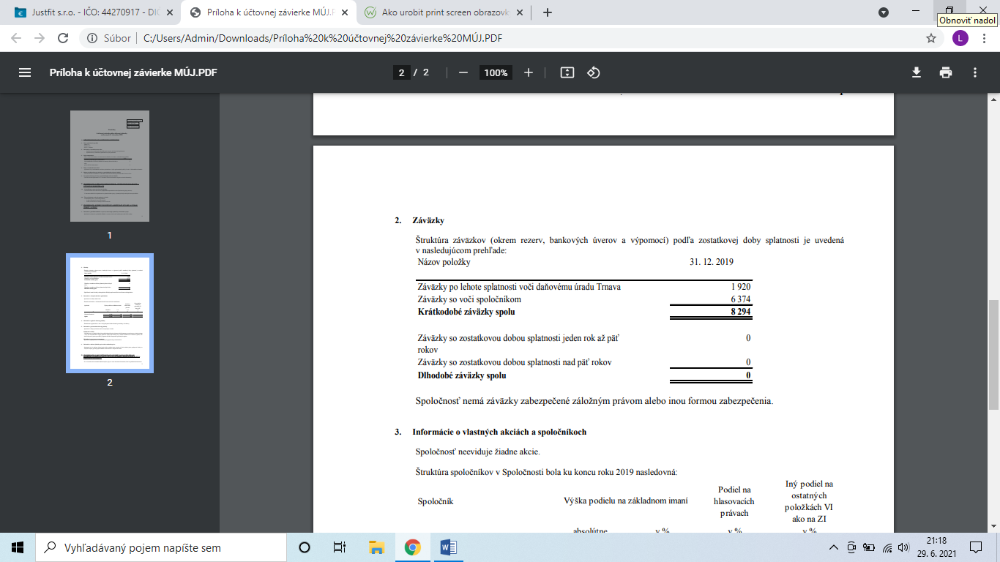 Justfit s.r.o. - IČO: 44270917 - DIČ
Príloha k účtovnej závierke MÚJ.P
Ako urobit print screen obrazovk
Obnoviť nadol
Súbor
C:/Users/Admin/Downloads/Príloha%20k%20účtovnej%20závierke%20MÚJ.PDF
L
Príloha k účtovnej závierke MÚJ.PDF
2 / 2
100%
1
2
2. Záväzky
Štruktúra záväzkov (okrem rezerv, bankových úverov a výpomocí) podľa zostatkovej doby splatnosti je uvedená
v nasledujúcom prehľade:
Názov položky 31. 12. 2019
Záväzky po lehote splatnosti voči daňovému úradu Trnava 1 920
Záväzky so voči spoločníkom 6 374
Krátkodobé záväzky spolu 8 294
Záväzky so zostatkovou dobou splatnosti jeden rok až päť 0
rokov
Záväzky so zostatkovou dobou splatnosti nad päť rokov 0
Dlhodobé záväzky spolu 0
Spoločnosť nemá záväzky zabezpečené záložným právom alebo inou formou zabezpečenia.
3. Informácie o vlastných akciách a spoločníkoch
Spoločnosť neeviduje žiadne akcie.
Štruktúra spoločníkov v Spoločnosti bola ku koncu roku 2019 nasledovná:
Spoločník
Výška podielu na základnom imaní
Podiel na
hlasovacích
právach
Iný podiel na
ostatných
položkách VI
ako na ZI
absolútne v % v % v %
Vyhľadávaný pojem napíšte sem
21:18
29. 6. 2021